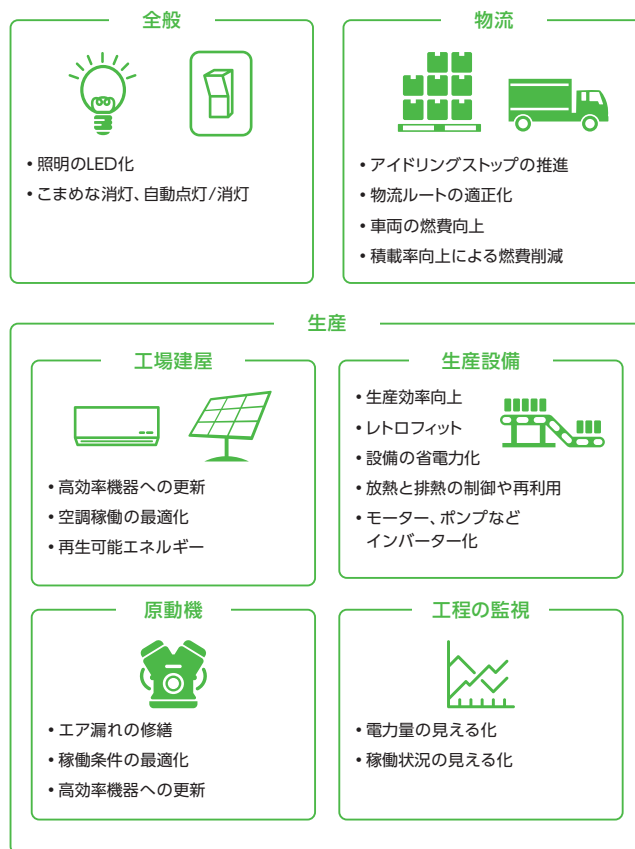 全般
• 照明のLED化
• こまめな消灯、自動点灯/消灯
物流
• アイドリングストップの推進
• 物流ルートの適正化
• 車両の燃費向上
• 積載率向上による燃費削減
生産
工場建屋
• 高効率機器への更新
• 空調稼働の最適化
• 再生可能エネルギー
生産設備
• 生産効率向上
• レトロフィット
• 設備の省電力化
• 放熱と排熱の制御や再利用
• モーター、ポンプなど
インバーター化
原動機
• エア漏れの修繕
• 稼働条件の最適化
• 高効率機器への更新
工程の監視
• 電力量の見える化
• 稼働状況の見える化